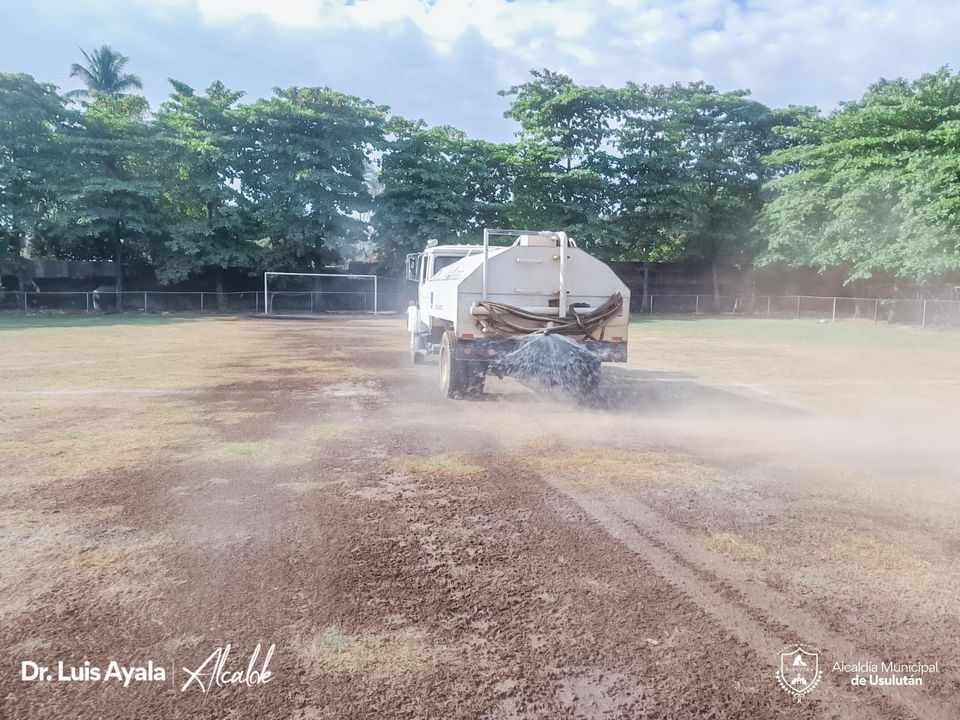 Dr. Luis Ayala | Alcalde
Alcaldía Municipal
de Usulután